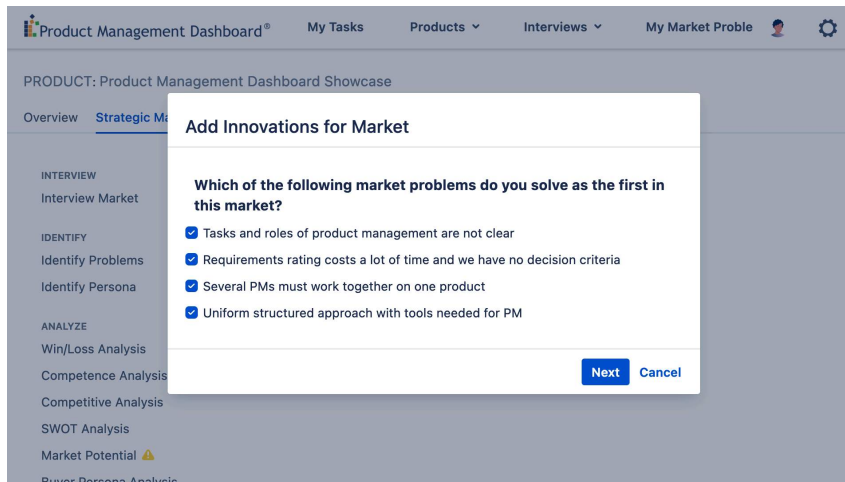 Product Management Dashboard®
My Tasks
Products
Interviews
My Market Proble
PRODUCT: Product Management Dashboard Showcase
Overview
Strategic Ma
INTERVIEW
Interview Market
IDENTIFY
Identify Problems
Identify Persona
ANALYZE
Win/Loss Analysis
Competence Analysis
Competitive Analysis
SWOT Analysis
Market Potential
Buyer Persona Analysis
Add Innovations for Market
Which of the following market problems do you solve as the first in
this market?
Tasks and roles of product management are not clear
Requirements rating costs a lot of time and we have no decision criteria
Several PMs must work together on one product
Uniform structured approach with tools needed for PM
Next
Cancel